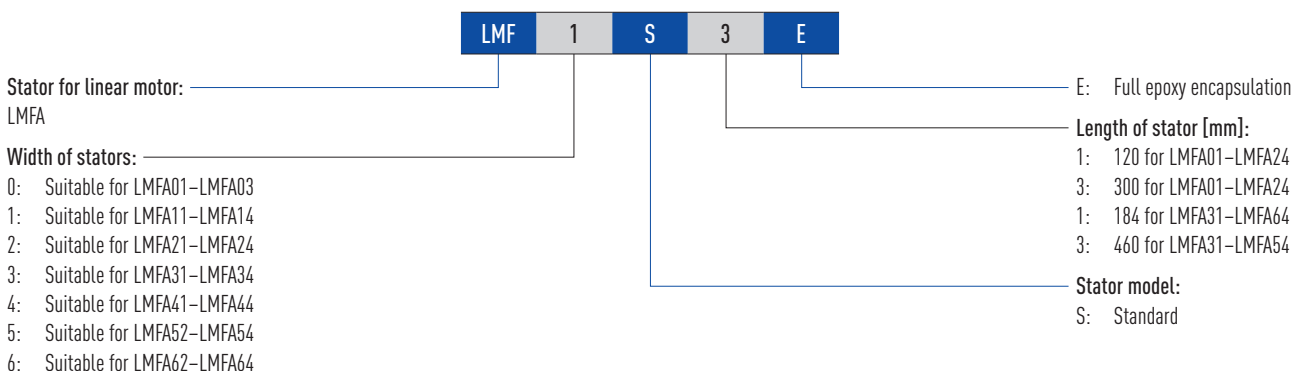 LMF 1 S 3 E
Stator for linear motor:
LMFA
Width of stators:
0: Suitable for LMFA01–LMFA03
1: Suitable for LMFA11–LMFA14
2: Suitable for LMFA21–LMFA24
3: Suitable for LMFA31–LMFA34
4: Suitable for LMFA41–LMFA44
5: Suitable for LMFA52–LMFA54
6: Suitable for LMFA62–LMFA64
E: Full epoxy encapsulation
Length of stator [mm]:
1: 120 for LMFA01–LMFA24
3: 300 for LMFA01–LMFA24
1: 184 for LMFA31–LMFA64
3: 460 for LMFA31–LMFA54
Stator model:
S: Standard